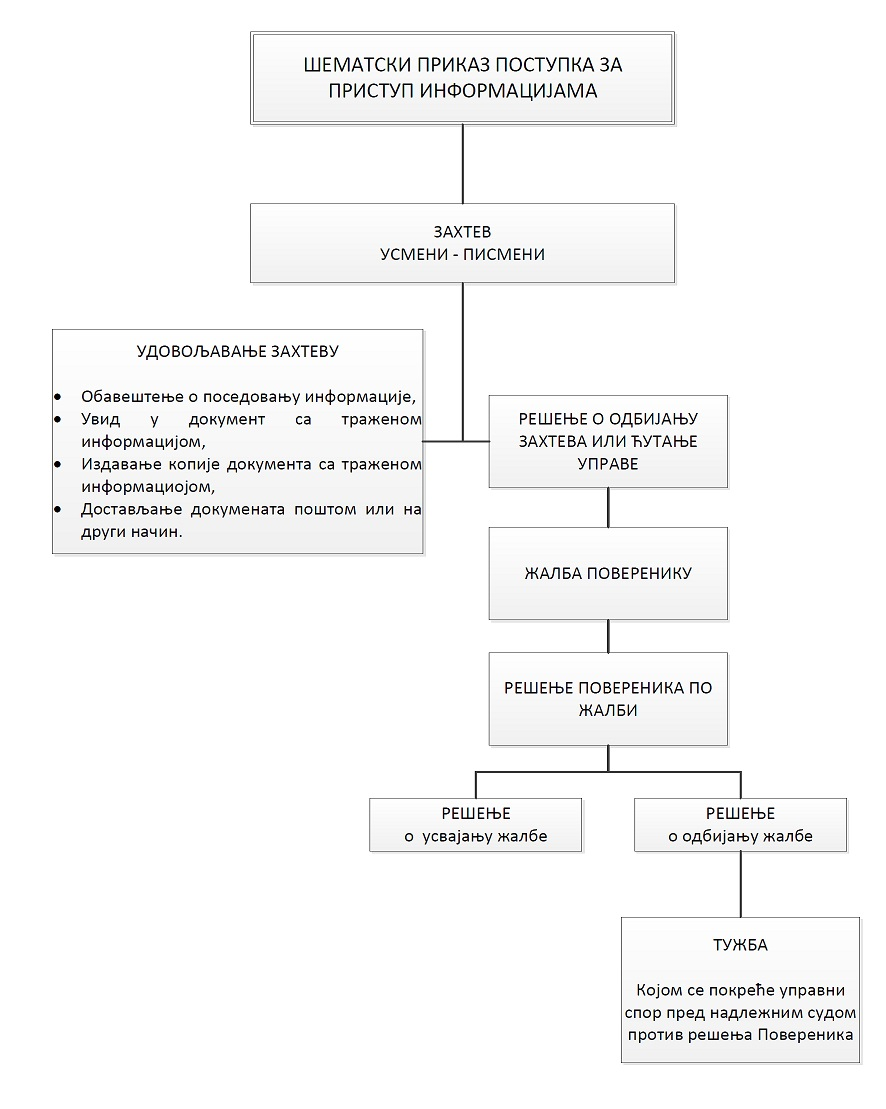 ШЕМАТСКИ ПРИКАЗ ПОСТУПКА ЗА
ПРИСТУП ИНФОРМАЦИЈАМА
ЗАХТЕВ
УСМЕНИ - ПИСМЕНИ
УДОВОЉАВАЊЕ ЗАХТЕВУ
• Обавештење о поседовању информације,
• Увид у документ са траженом
информацијом,
• Издавање копије документа са траженом
информациојом,
• Достављање докумената поштом или на
други начин.
РЕШЕЊЕ О ОДБИЈАЊУ
ЗАХТЕВА ИЛИ ЋУТАЊЕ
УПРАВЕ
ЖАЛБА ПОВЕРЕНИКУ
РЕШЕЊЕ ПОВЕРЕНИКА ПО
ЖАЛБИ
РЕШЕЊЕ
о усвајању жалбе
РЕШЕЊЕ
о одбијању жалбе
ТУЖБА
Којом се покреће управни
спор пред надлежним судом
против решења Повереника